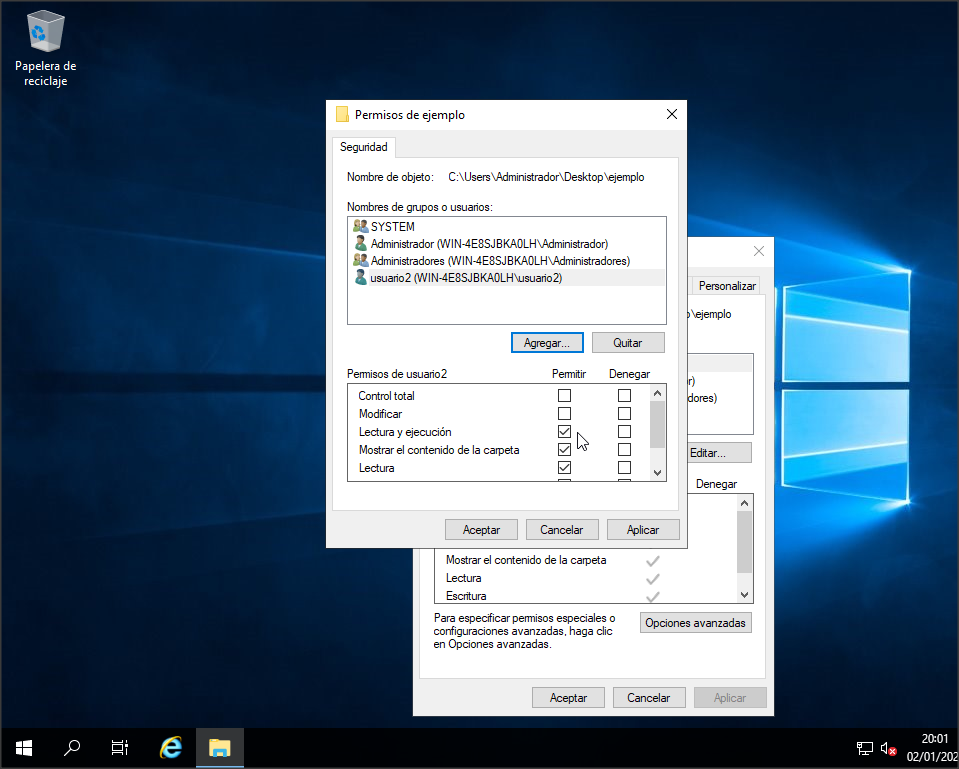 Papelera de
reciclaje
Permisos de ejemplo
Seguridad
Nombre de objeto: C:\Users\Administrador\Desktop\ejemplo
Nombres de grupos o usuarios:
SYSTEM
Administrador (WIN-4E8SJBKA0LH\Administrador)
Administradores (WIN-4E8SJBKA0LH\Administradores)
usuario2 (WIN-4E8SJBKA0LH\usuario2)
Agregar... Quitar
Permisos de usuario2 Permitir Denegar
Control total
Modificar
Lectura y ejecución
Mostrar el contenido de la carpeta
Lectura
Aceptar Cancelar Aplicar
Personalizar
\ejemplo
Editar...
Denegar
Mostrar el contenido de la carpeta
Lectura
Escritura
Para especificar permisos especiales o
configuraciones avanzadas, haga clic
en Opciones avanzadas.
Opciones avanzadas
Aceptar Cancelar Aplicar
20:01
02/01/202